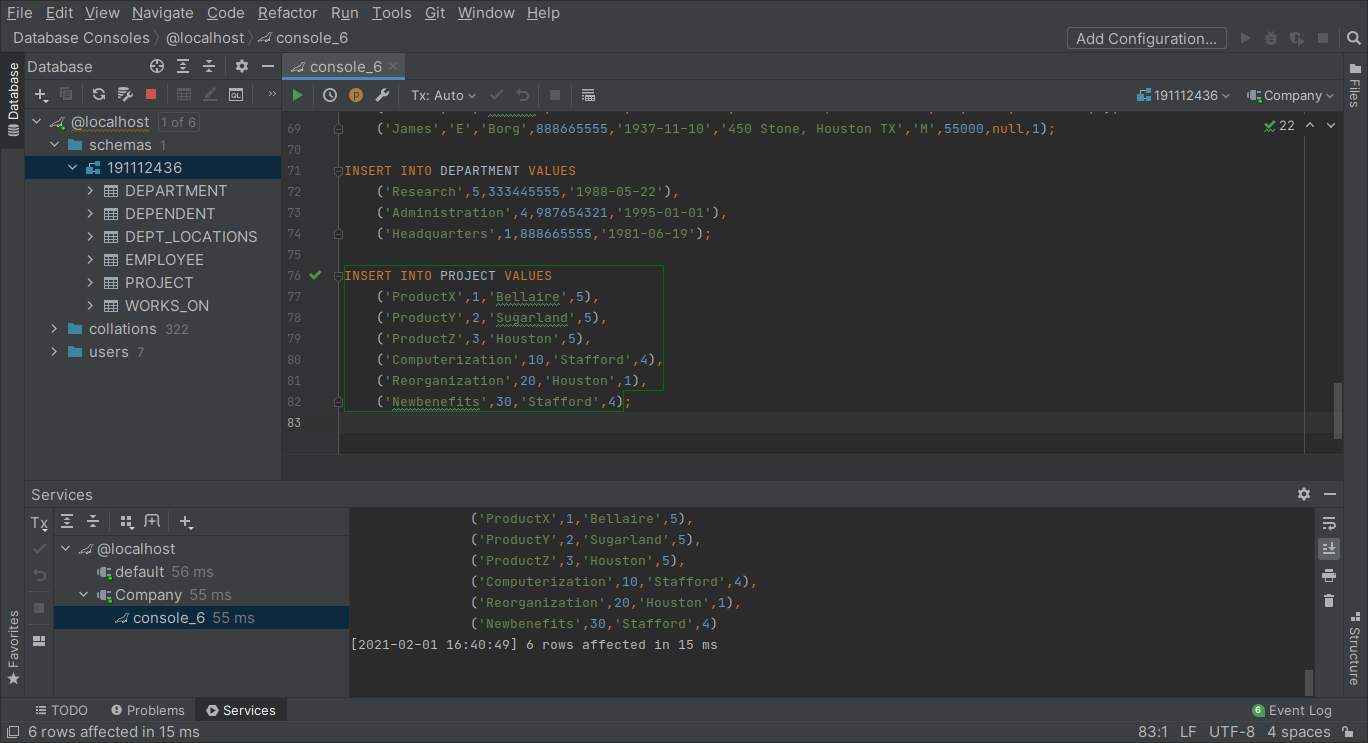 File Edit View Navigate Code Refactor Run Tools Git Window Help
Database Consoles @localhost console_6 Add Configuration...
Database console_6
Tx: Auto 191112436 Company
Database
Files
@localhost 1 of 6
schemas 1
191112436
DEPARTMENT
DEPENDENT
DEPT_LOCATIONS
EMPLOYEE
PROJECT
WORKS_ON
collations 322
users 7
22
69 ('James','E','Borg',888665555,'1937-11-10','450 Stone, Houston TX','M',55000,null,1);
70
71 INSERT INTO DEPARTMENT VALUES
72 ('Research',5,333445555,'1988-05-22'),
73 ('Administration',4,987654321,'1995-01-01'),
74 ('Headquarters',1,888665555,'1981-06-19');
75
76 INSERT INTO PROJECT VALUES
77 ('ProductX',1,'Bellaire',5),
78 ('ProductY',2,'Sugarland',5),
79 ('ProductZ',3,'Houston',5),
80 ('Computerization',10,'Stafford',4),
81 ('Reorganization',20,'Houston',1),
82 ('Newbenefits',30,'Stafford',4);
83
Services
Tx
@localhost
default 56 ms
Company 55 ms
console_6 55 ms
('ProductX',1,'Bellaire',5),
('ProductY',2,'Sugarland',5),
('ProductZ',3,'Houston',5),
('Computerization',10,'Stafford',4),
('Reorganization',20,'Houston',1),
('Newbenefits',30,'Stafford',4)
[2021-02-01 16:40:49] 6 rows affected in 15 ms
Favorites
Structure
TODO Problems Services 6 Event Log
6 rows affected in 15 ms 83:1 LF UTF-8 4 spaces